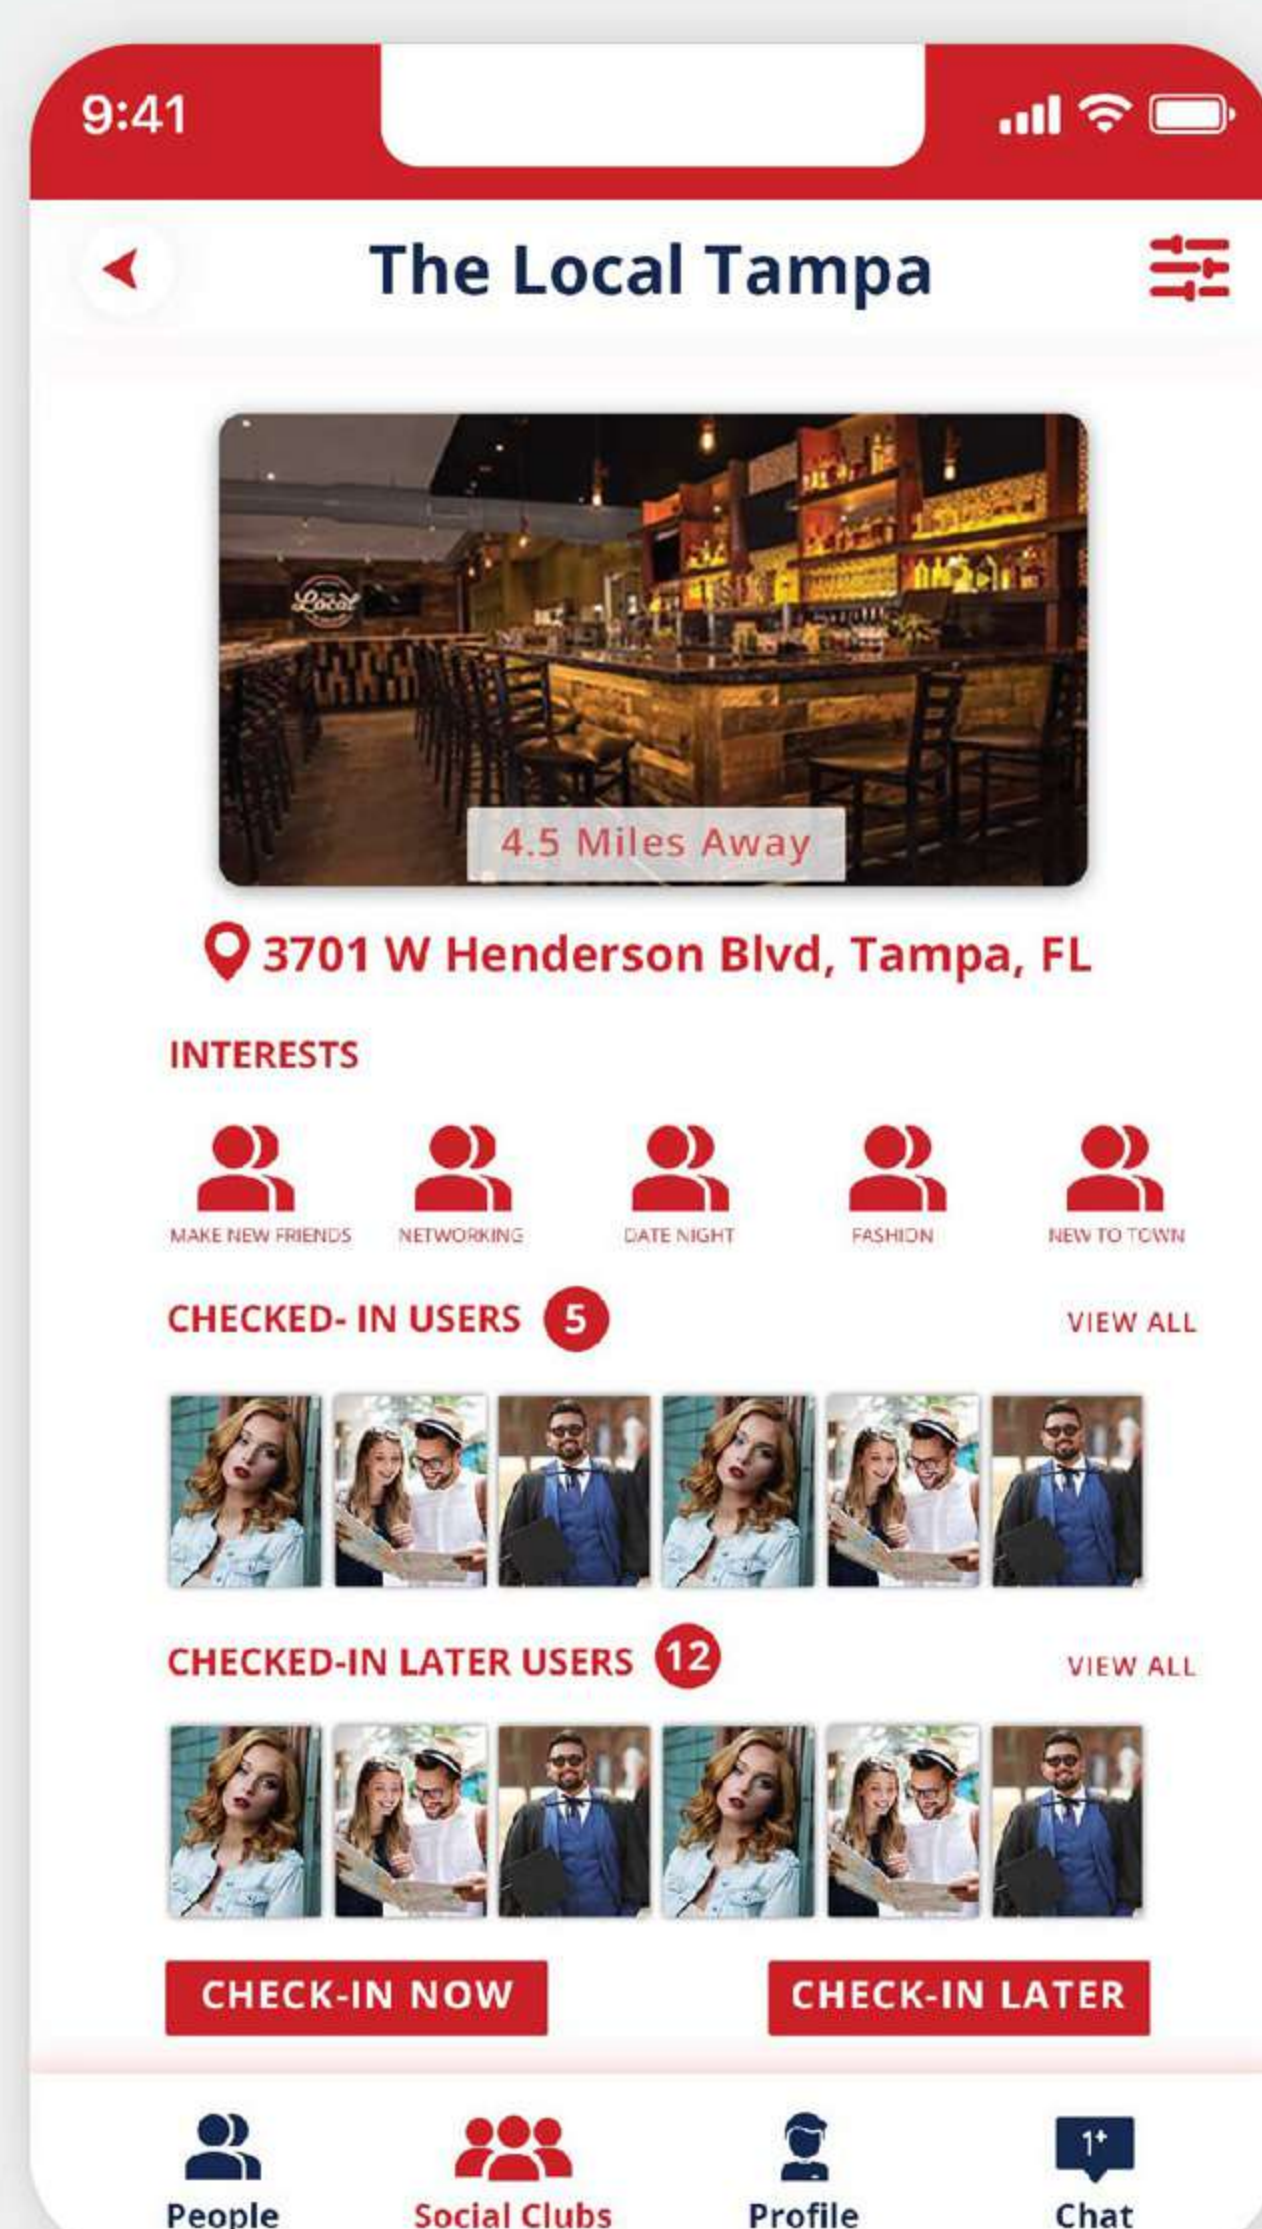 9:41
The Local Tampa
Local
4.5 Miles Away
3701 W Henderson Blvd, Tampa, FL
INTERESTS
MAKE NEW FRIENDS NETWORKING DATE NIGHT FASHION NEW TO TOWN
CHECKED- IN USERS 5 VIEW ALL
CHECKED-IN LATER USERS 12 VIEW ALL
CHECK-IN NOW CHECK-IN LATER
1+
People Social Clubs Profile Chat